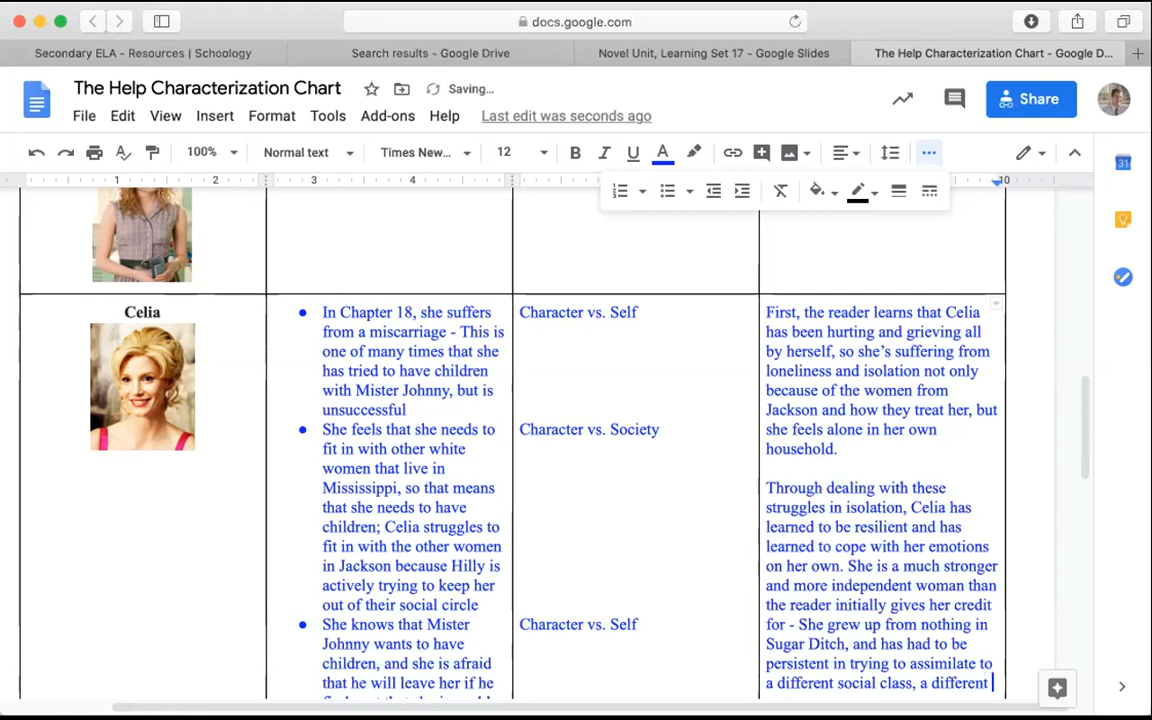 docs.google.com
Secondary ELA - Resources | Schoology
Search results - Google Drive
Novel Unit, Learning Set 17 - Google Slides
The Help Characterization Chart - Google D...
The Help Characterization Chart
Saving...
File Edit View Insert Format Tools Add-ons Help Last edit was seconds ago
Share
100% Normal text Times New... 12 B I U A
1 2 3 4 10
31
Celia
In Chapter 18, she suffers
from a miscarriage - This is
one of many times that she
has tried to have children
with Mister Johnny, but is
unsuccessful
She feels that she needs to
fit in with other white
women that live in
Mississippi, so that means
that she needs to have
children; Celia struggles to
fit in with the other women
in Jackson because Hilly is
actively trying to keep her
out of their social circle
She knows that Mister
Johnny wants to have
children, and she is afraid
that he will leave her if he
Character vs. Self
Character vs. Society
Character vs. Self
First, the reader learns that Celia
has been hurting and grieving all
by herself, so she's suffering from
loneliness and isolation not only
because of the women from
Jackson and how they treat her, but
she feels alone in her own
household.
Through dealing with these
struggles in isolation, Celia has
learned to be resilient and has
learned to cope with her emotions
on her own. She is a much stronger
and more independent woman than
the reader initially gives her credit
for - She grew up from nothing in
Sugar Ditch, and has had to be
persistent in trying to assimilate to
a different social class, a different